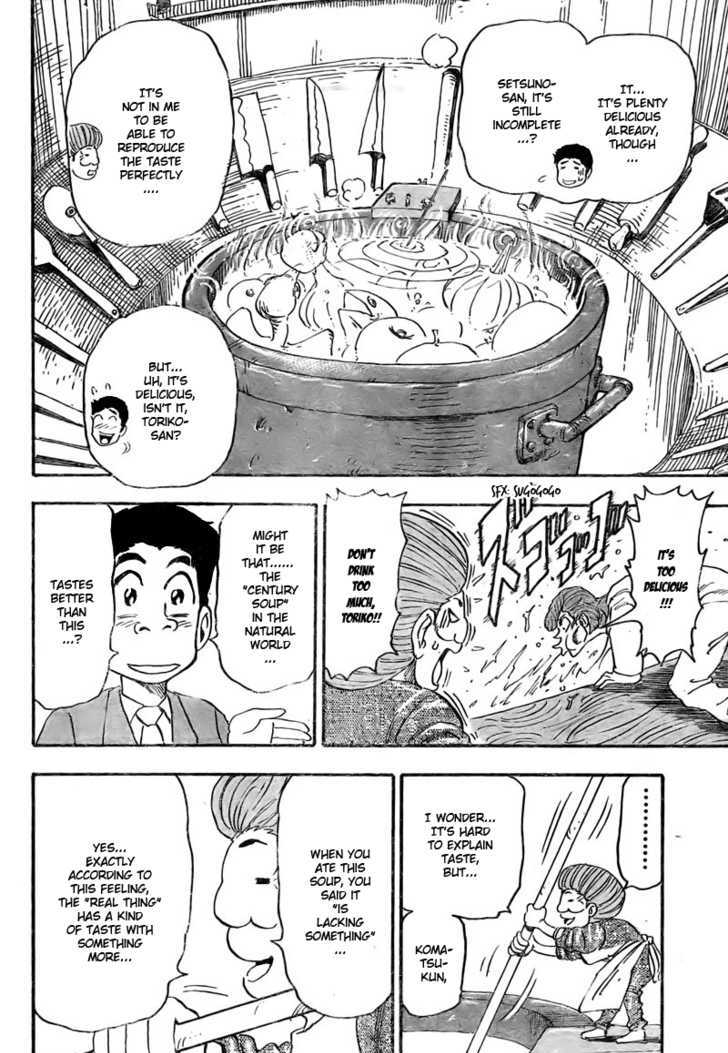 IT...
IT'S PLENTY
DELICIOUS
ALREADY,
THOUGH
...
SETSUNO-
SAN, IT'S
STILL
INCOMPLETE
...?
IT'S
NOT IN ME
TO BE
ABLE TO
REPRODUCE
THE TASTE
PERFECTLY
....
BUT...
UH, IT'S
DELICIOUS,
ISN'T IT,
TORIKO-
SAN?
IT'S
TOO
DELICIOUS
!!!
SFX: SUGOGOGO
ズゴゴゴ
DON'T
DRINK
TOO
MUCH,
TORIKO!!
MIGHT
IT BE
THAT......
THE
"CENTURY
SOUP"
IN THE
NATURAL
WORLD
...
TASTES
BETTER
THAN
THIS
...?
.........
I WONDER...
IT'S HARD
TO EXPLAIN
TASTE,
BUT...
KOMA-
TSU-
KUN,
WHEN YOU
ATE THIS
SOUP, YOU
SAID IT
"IS
LACKING
SOMETHING"
...
YES...
EXACTLY
ACCORDING TO
THIS FEELING,
THE "REAL THING"
HAS A KIND
OF TASTE WITH
SOMETHING
MORE...